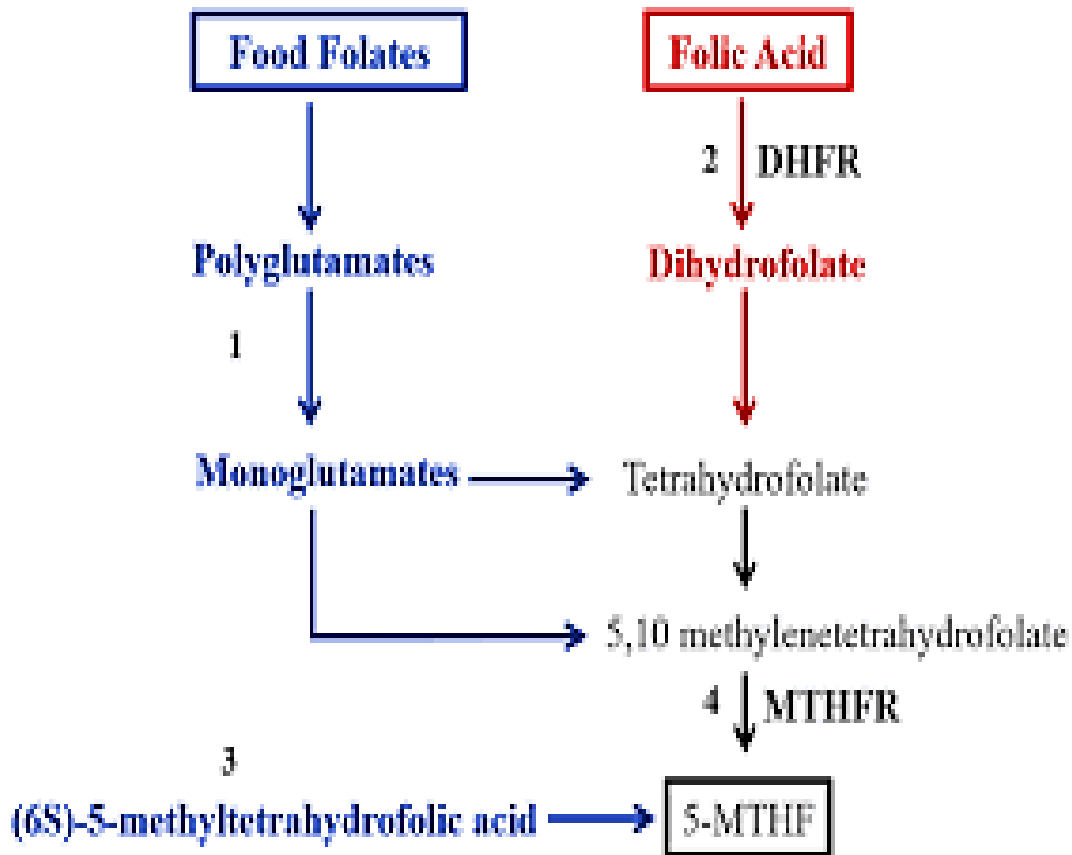 Food Folates
Folic Acid
2 DHFR
Polyglutamates
Dihydrofolate
1
Monoglutamates
Tetrahydrofolate
5,10 methylenetetrahydrofolate
4 MTHFR
3
(6S)-5-methyltetrahydrofolic acid
5-MTHF